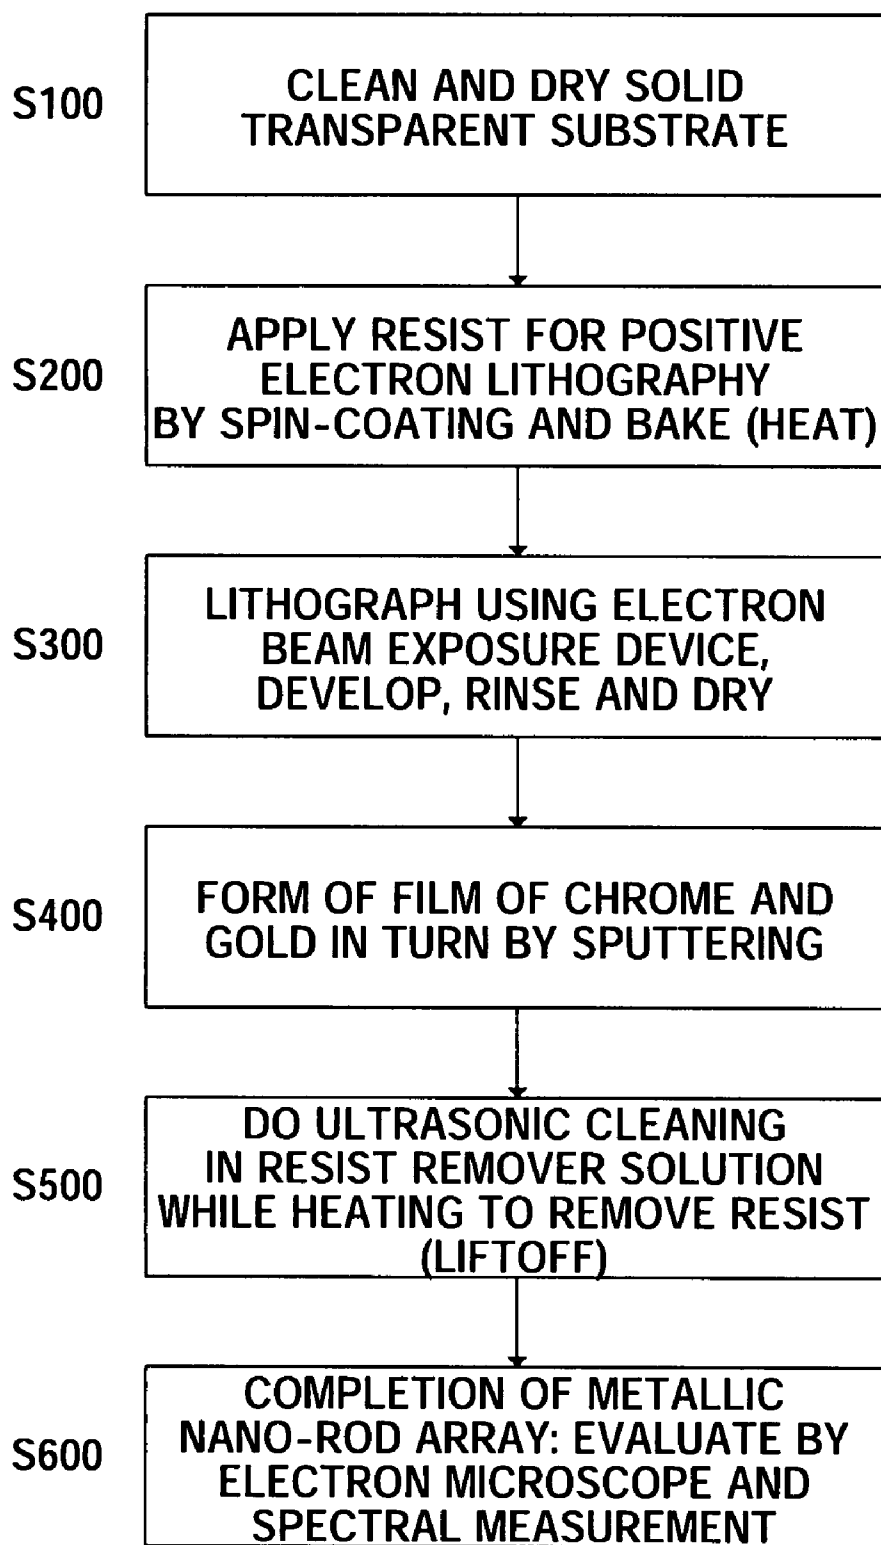 S100
CLEAN AND DRY SOLID
TRANSPARENT SUBSTRATE
S200
APPLY RESIST FOR POSITIVE
ELECTRON LITHOGRAPHY
BY SPIN-COATING AND BAKE (HEAT)
S300
LITHOGRAPH USING ELECTRON
BEAM EXPOSURE DEVICE,
DEVELOP, RINSE AND DRY
S400
FORM OF FILM OF CHROME AND
GOLD IN TURN BY SPUTTERING
S500
DO ULTRASONIC CLEANING
IN RESIST REMOVER SOLUTION
WHILE HEATING TO REMOVE RESIST
(LIFTOFF)
S600
COMPLETION OF METALLIC
NANO-ROD ARRAY: EVALUATE BY
ELECTRON MICROSCOPE AND
SPECTRAL MEASUREMENT